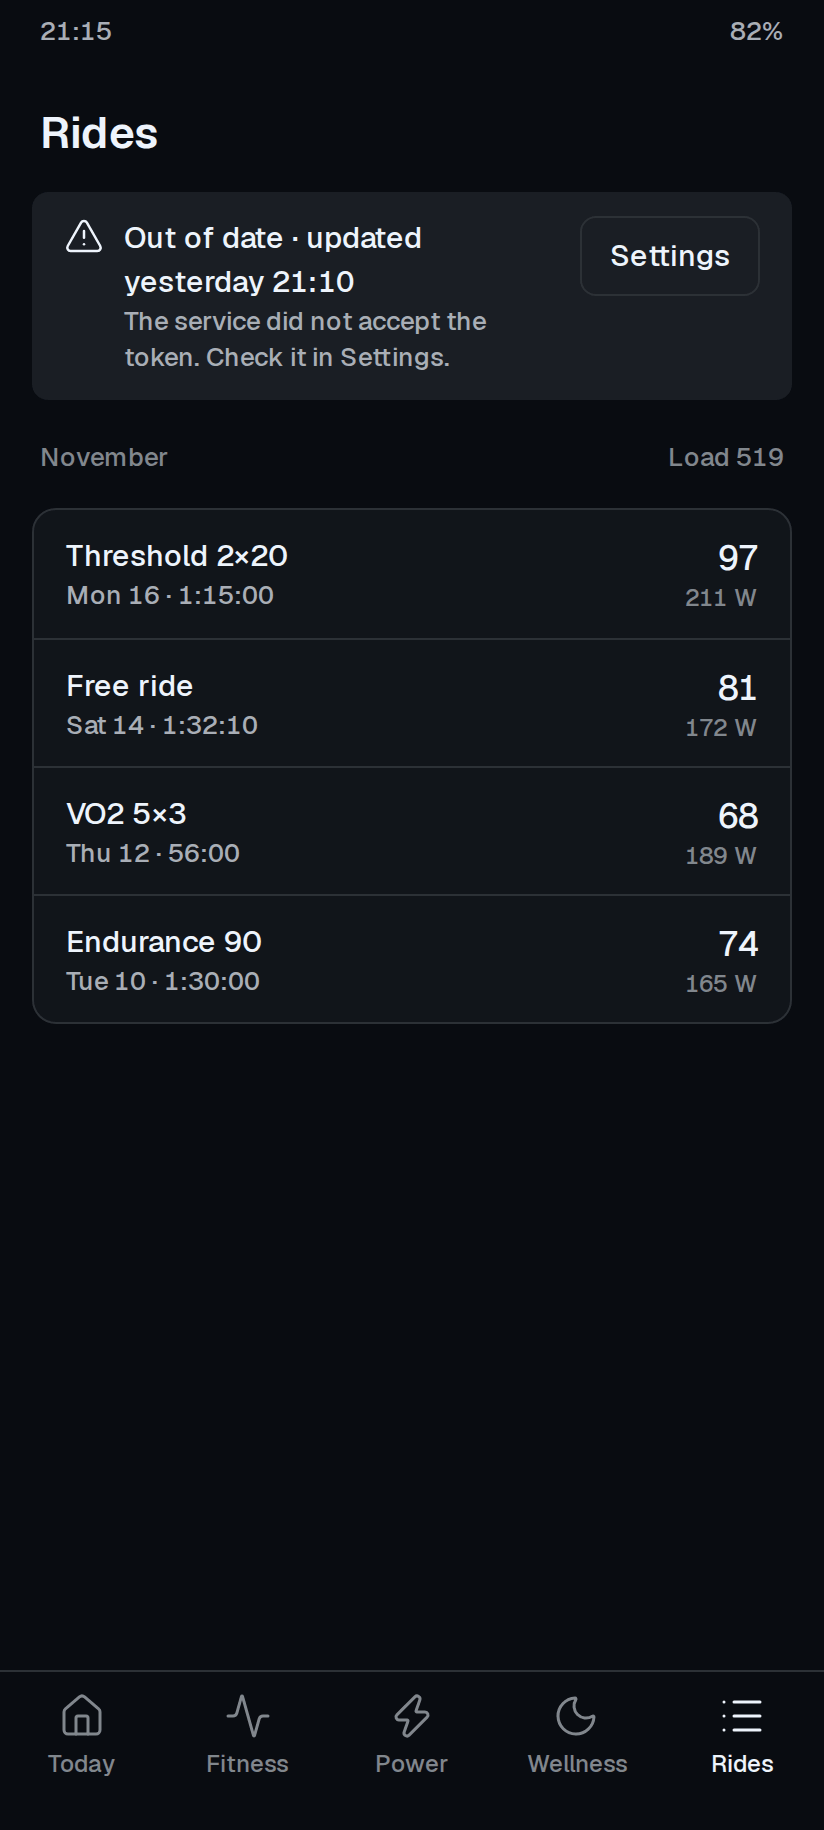 21:15 82%
Rides
Out of date · updated
yesterday 21:10
Settings
The service did not accept the
token. Check it in Settings.
November Load 519
Threshold 2×20 97
Mon 16 · 1:15:00 211 W
Free ride 81
Sat 14 · 1:32:10 172 W
VO2 5×3 68
Thu 12 · 56:00 189 W
Endurance 90 74
Tue 10 · 1:30:00 165 W
Today Fitness Power Wellness Rides